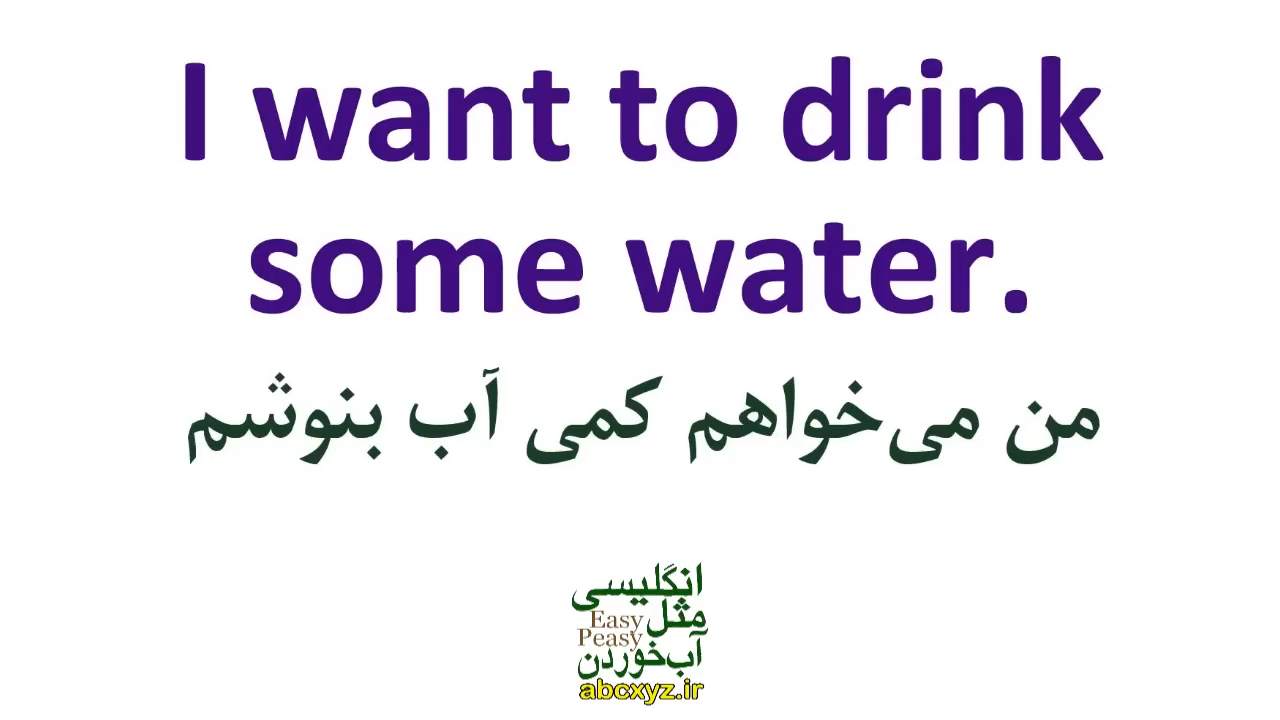 I want to drink
some water.
من می‌خواهم کمی آب بنوشم
انگلیسی
مثل
Easy
Peasy
آب‌خوردن
abcxyz.ir